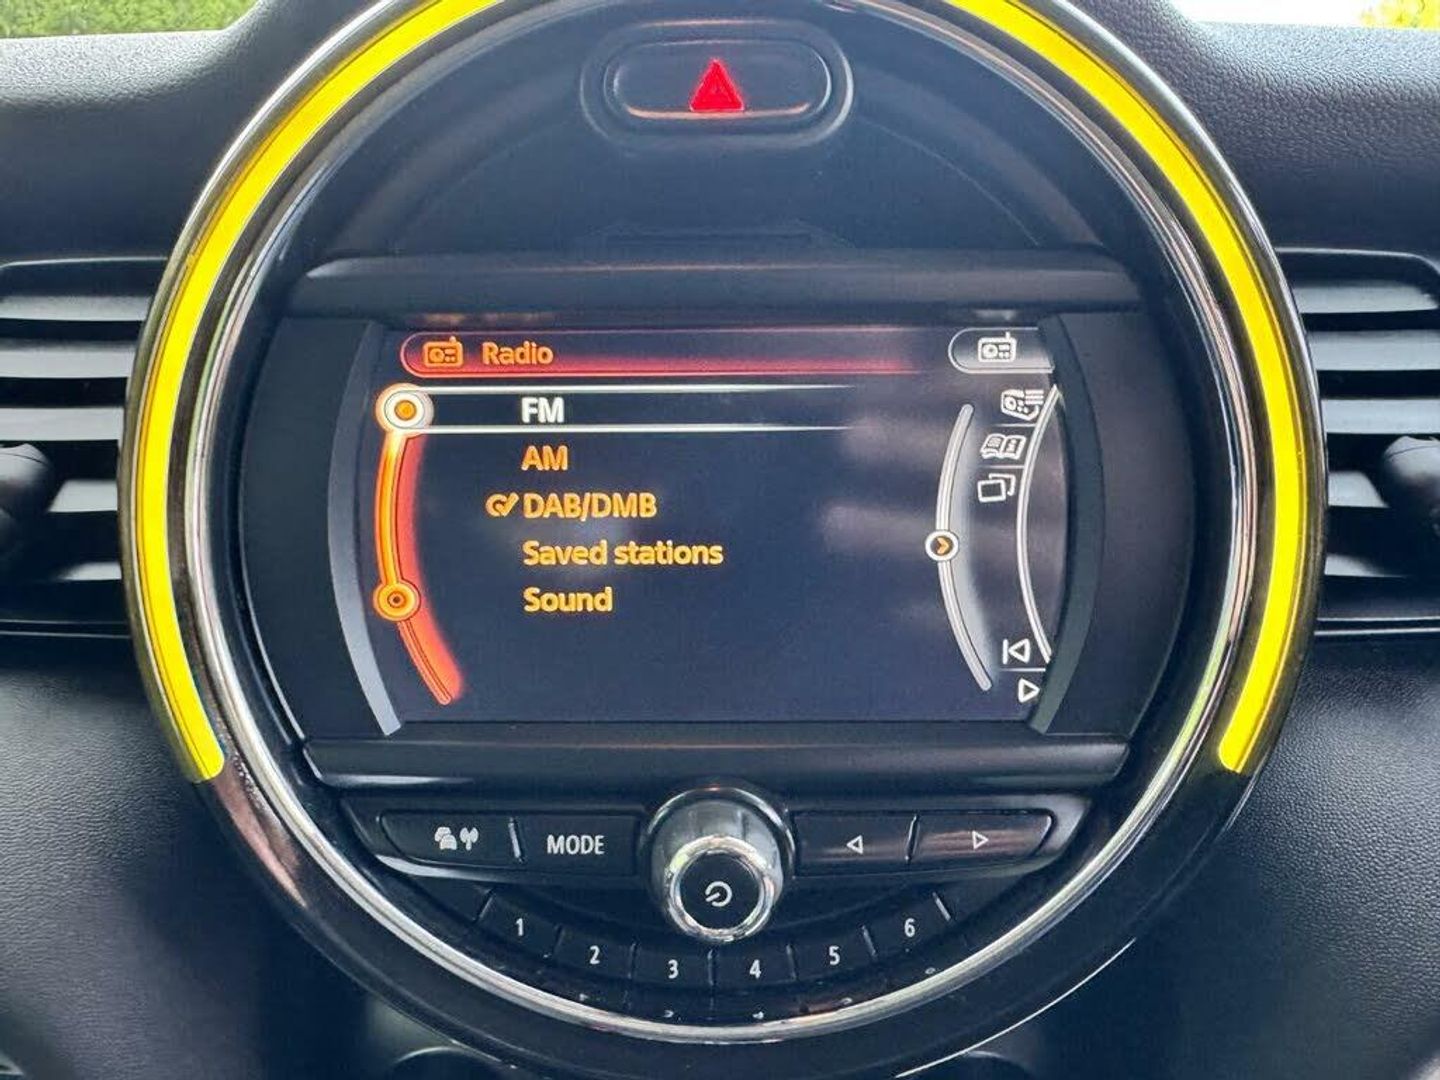 Radio
FM
AM
DAB/DMB
Saved stations
Sound
MODE
1 2 3 4 5 6